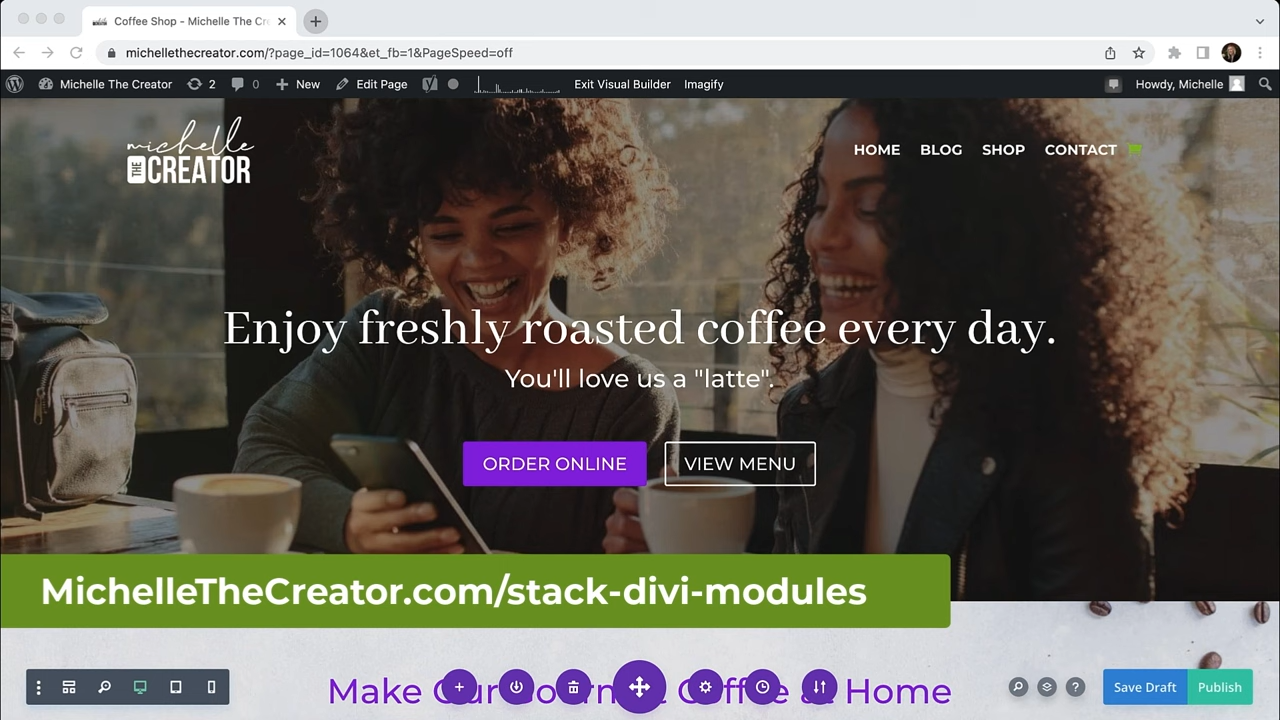 Coffee Shop - Michelle The Cre
michellethecreator.com/?page_id=1064&et_fb=1&PageSpeed=off
Michelle The Creator 2 0 New Edit Page Exit Visual Builder Imagify Howdy, Michelle
michelle
THE CREATOR
HOME BLOG SHOP CONTACT
Enjoy freshly roasted coffee every day.
You'll love us a "latte".
ORDER ONLINE VIEW MENU
MichelleTheCreator.com/stack-divi-modules
Make Our Coffee Home
Save Draft Publish